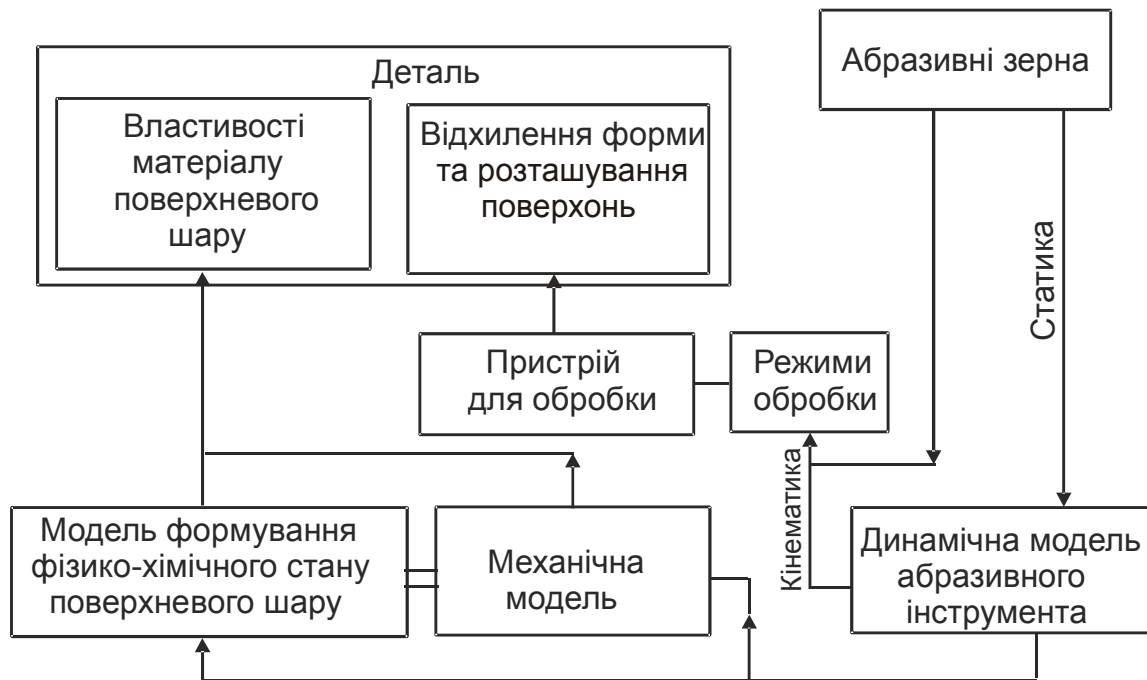 Деталь
Абразивні зерна
Властивості
матеріалу
поверхневого
шару
Відхилення форми
та розташування
поверхонь
Статика
Пристрій
для обробки
Режими
обробки
Кінематика
Модель формування
фізико-хімічного стану
поверхневого шару
Механічна
модель
Динамічна модель
абразивного
інструмента